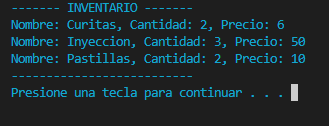 ------- INVENTARIO -------
Nombre: Curitas, Cantidad: 2, Precio: 6
Nombre: Inyeccion, Cantidad: 3, Precio: 50
Nombre: Pastillas, Cantidad: 2, Precio: 10
--------------------------
Presione una tecla para continuar . . .